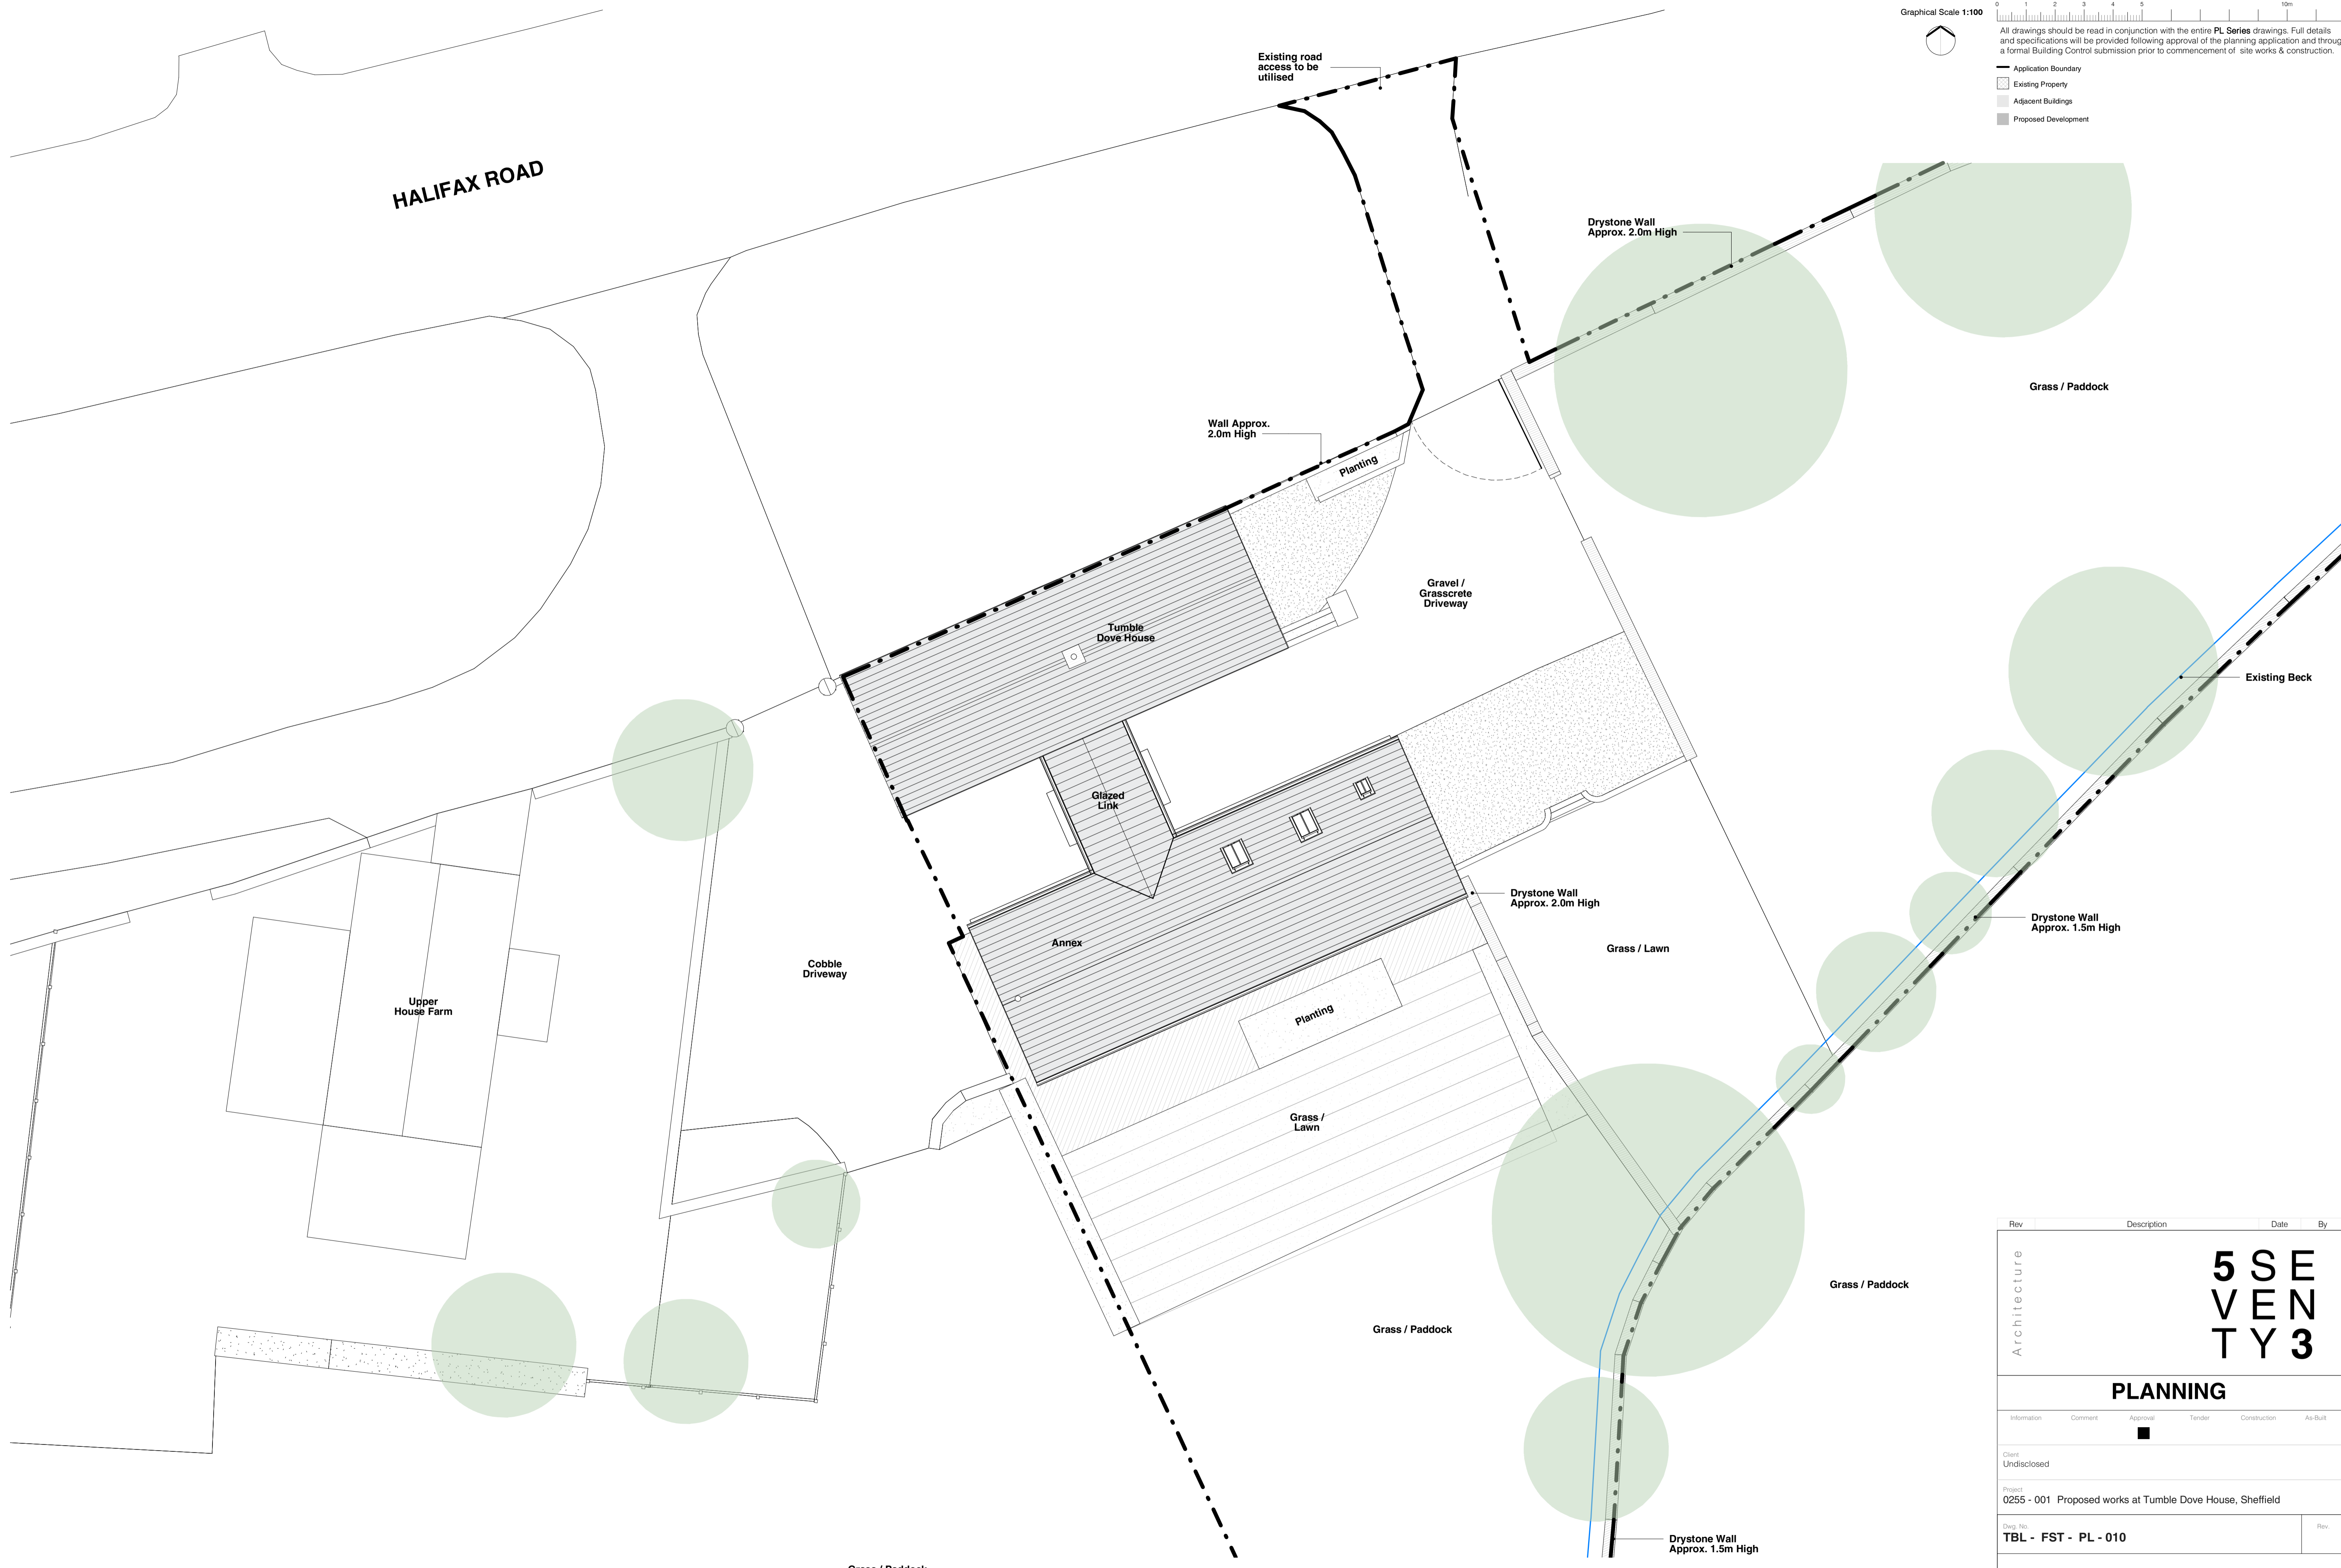 Graphical Scale 1:100
0 1 2 3 4 5 10m
All drawings should be read in conjunction with the entire PL Series drawings. Full details
and specifications will be provided following approval of the planning application and
a formal Building Control submission prior to commencement of site works & construction.
Application Boundary
Existing Property
Adjacent Buildings
Proposed Development
Existing road
access to be
utilised
HALIFAX ROAD
Drystone Wall
Approx. 2.0m High
Grass / Paddock
Wall Approx.
2.0m High
Planting
Gravel /
Grasscrete
Driveway
Tumble
Dove House
Existing Beck
Glazed
Link
Drystone Wall
Approx. 2.0m High
Drystone Wall
Approx. 1.5m High
Annex
Grass / Lawn
Cobble
Driveway
Upper
House Farm
Planting
Grass /
Lawn
Grass / Paddock
Grass / Paddock
Drystone Wall
Approx. 1.5m High
Grass / Paddock
Rev Description Date By
Architecture
5 S E
V E N
T Y 3
PLANNING
Information Comment Approval Tender Construction As-Built
Client
Undisclosed
Project
0255 - 001 Proposed works at Tumble Dove House, Sheffield
Dwg. No. Rev.
TBL - FST - PL - 010